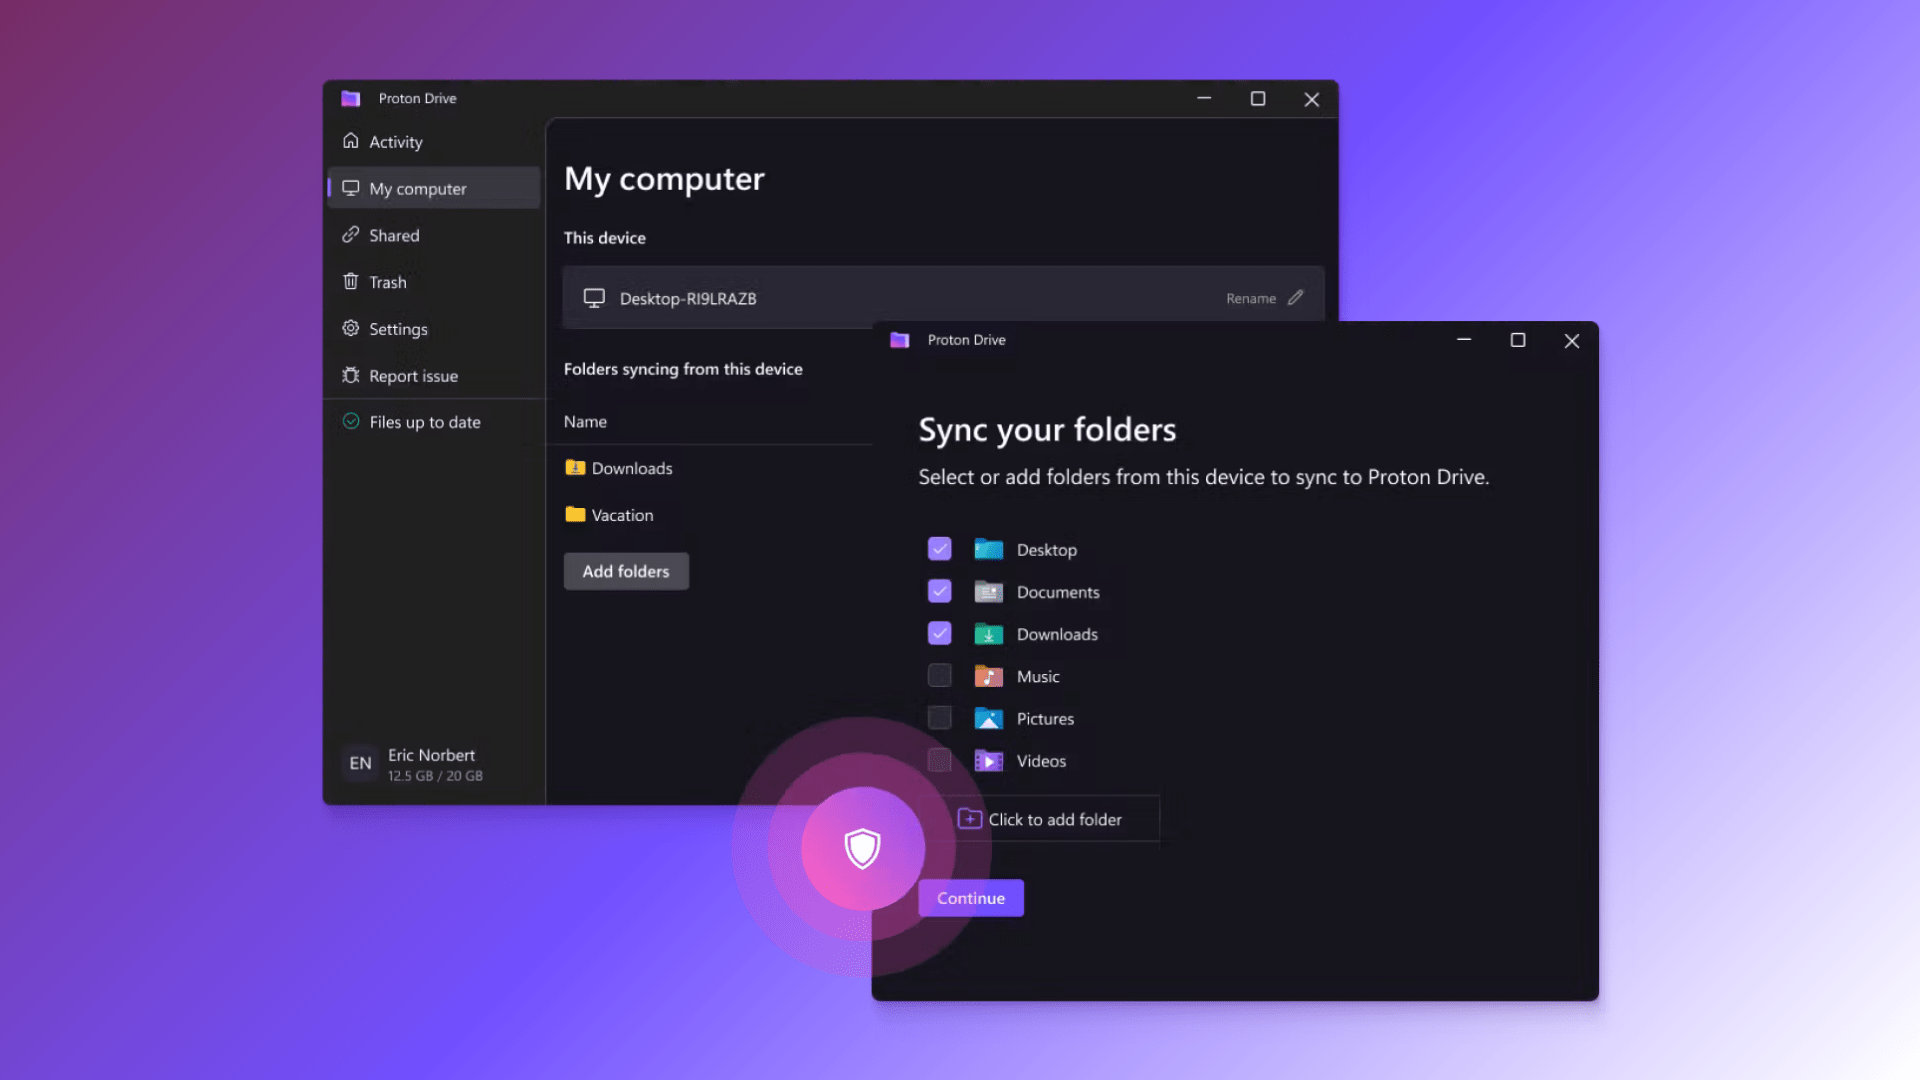 Proton Drive
Activity
My computer
Shared
Trash
Settings
Report issue
Files up to date
EN
Eric Norbert
12.5 GB / 20 GB
My computer
This device
Desktop-RI9LRAZB
Rename
Folders syncing from this device
Name
Downloads
Vacation
Add folders
Proton Drive
Sync your folders
Select or add folders from this device to sync to Proton Drive.
Desktop
Documents
Downloads
Music
Pictures
Videos
Click to add folder
Continue